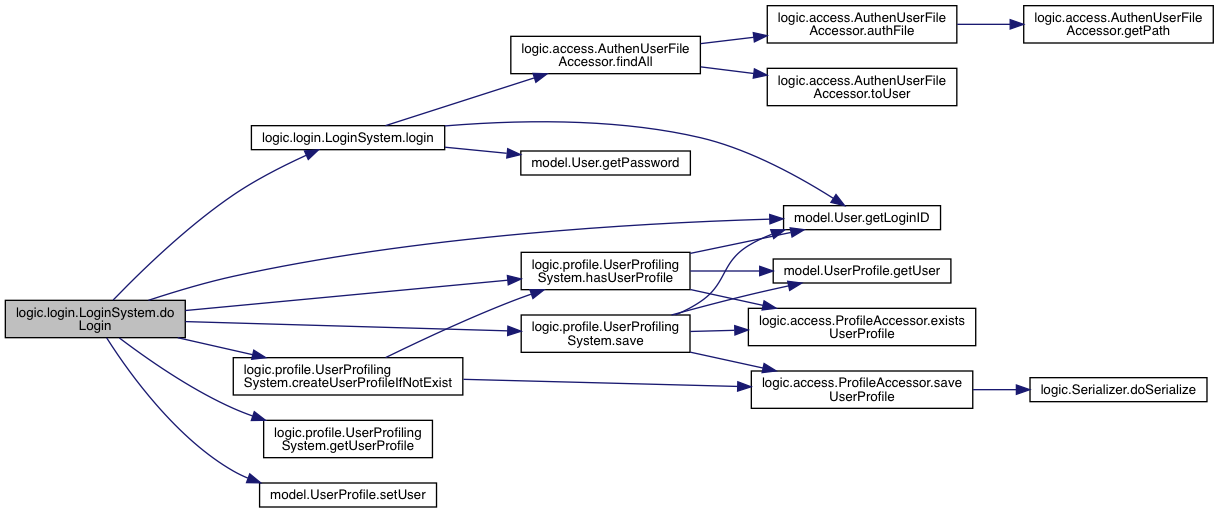 logic.login.LoginSystem.do
Login
logic.login.LoginSystem.login
logic.access.AuthenUserFile
Accessor.findAll
logic.access.AuthenUserFile
Accessor.authFile
logic.access.AuthenUserFile
Accessor.getPath
logic.access.AuthenUserFile
Accessor.toUser
model.User.getPassword
model.User.getLoginID
logic.profile.UserProfiling
System.hasUserProfile
model.UserProfile.getUser
logic.access.ProfileAccessor.exists
UserProfile
logic.profile.UserProfiling
System.save
logic.profile.UserProfiling
System.createUserProfileIfNotExist
logic.access.ProfileAccessor.save
UserProfile
logic.Serializer.doSerialize
logic.profile.UserProfiling
System.getUserProfile
model.UserProfile.setUser